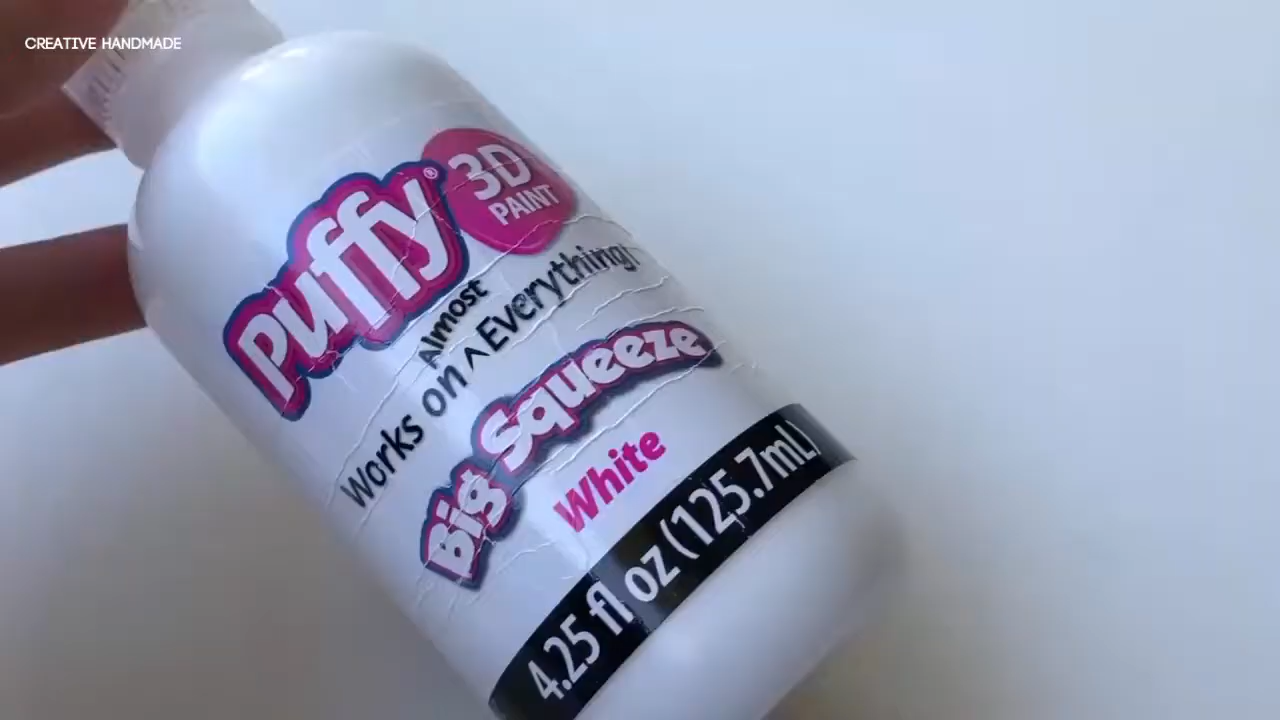 CREATIVE HANDMADE
puffy®
3D
PAINT
Works on ^ Almost Everything!
Big Squeeze
White
4.25 fl oz (125.7mL)